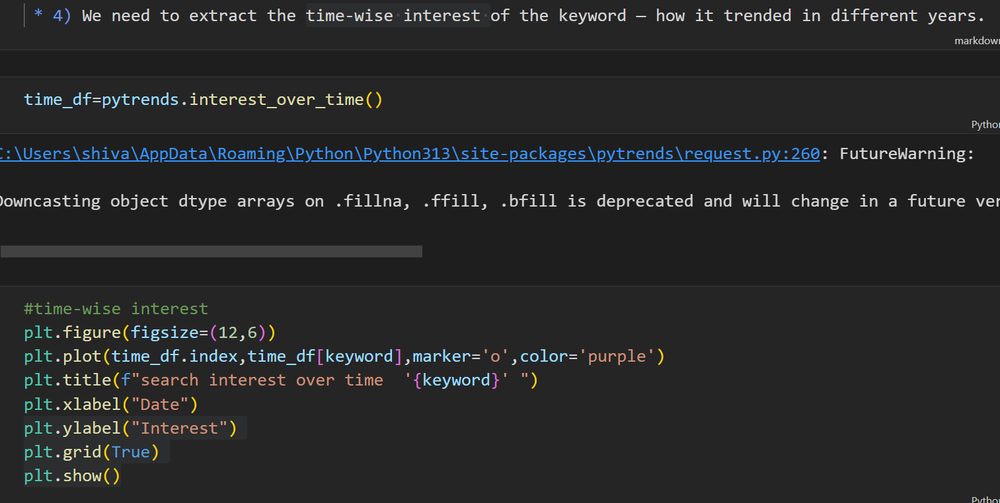 * 4) We need to extract the time-wise interest of the keyword — how it trended in different years.
time_df=pytrends.interest_over_time()
C:\Users\shiva\AppData\Roaming\Python\Python313\site-packages\pytrends\request.py:260: FutureWarning:
Downcasting object dtype arrays on .fillna, .ffill, .bfill is deprecated and will change in a future
#time-wise interest
plt.figure(figsize=(12,6))
plt.plot(time_df.index,time_df[keyword],marker='o',color='purple')
plt.title(f"search interest over time  '{keyword}' ")
plt.xlabel("Date")
plt.ylabel("Interest")
plt.grid(True)
plt.show()